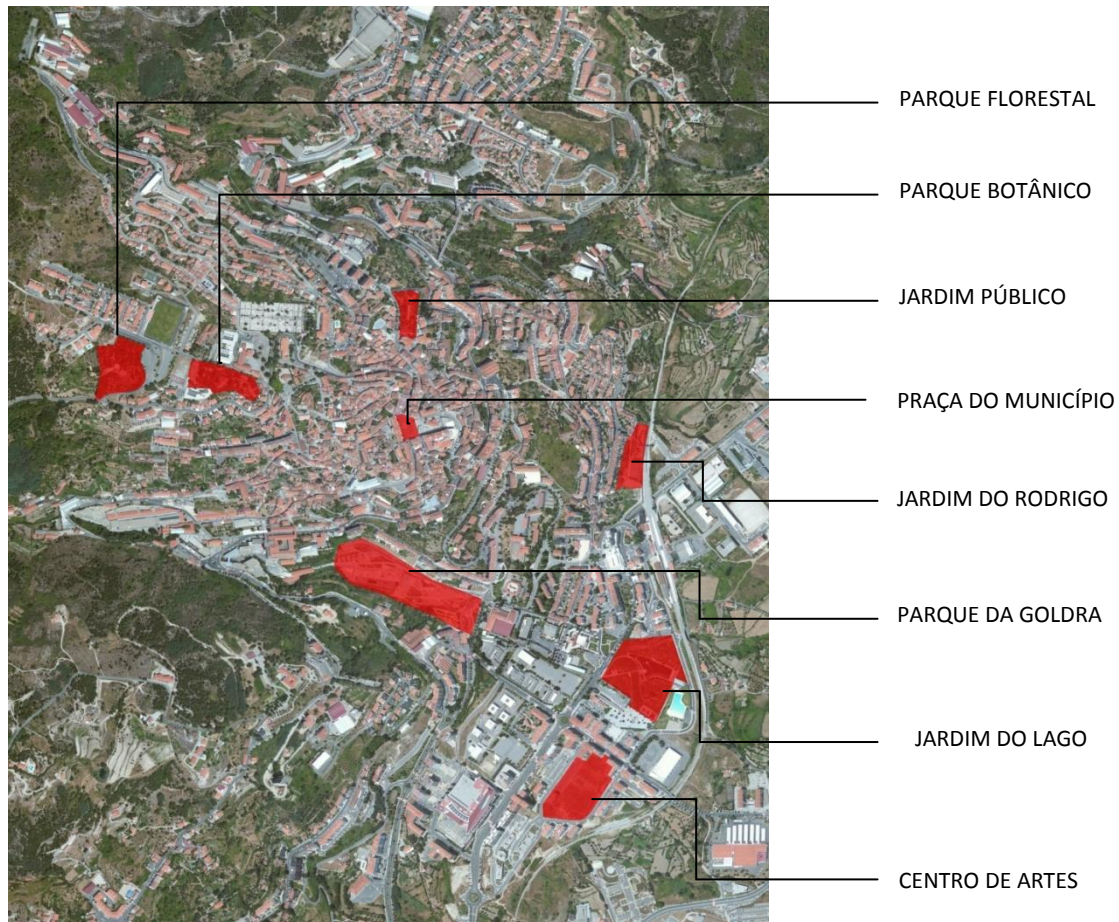 PARQUE FLORESTAL
PARQUE BOTÂNICO
JARDIM PÚBLICO
PRAÇA DO MUNICÍPIO
JARDIM DO RODRIGO
PARQUE DA GOLDRA
JARDIM DO LAGO
CENTRO DE ARTES